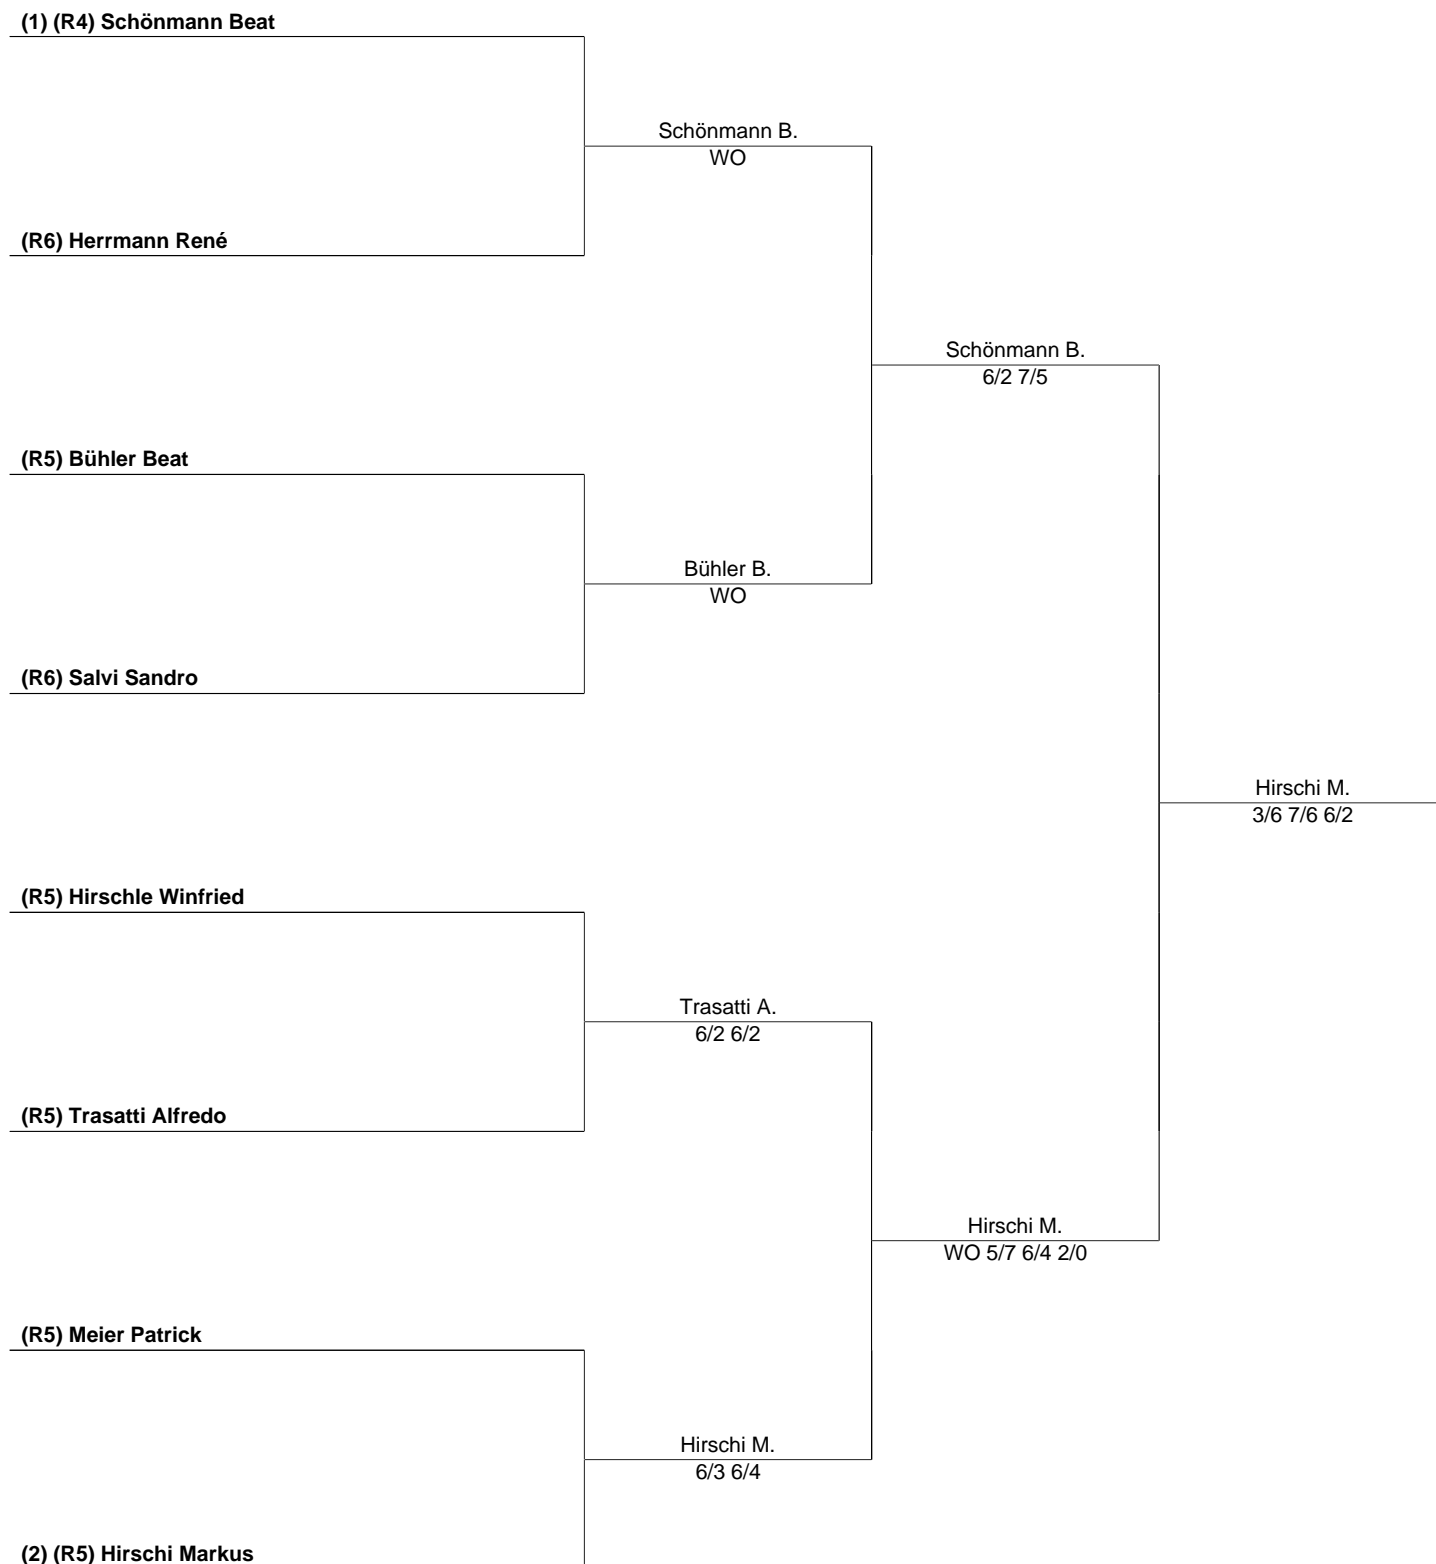 (1) (R4) Schönmann Beat
Schönmann B.
WO
(R6) Herrmann René
Schönmann B.
6/2 7/5
(R5) Bühler Beat
Bühler B.
WO
(R6) Salvi Sandro
Hirschi M.
3/6 7/6 6/2
(R5) Hirschle Winfried
Trasatti A.
6/2 6/2
(R5) Trasatti Alfredo
Hirschi M.
WO 5/7 6/4 2/0
(R5) Meier Patrick
Hirschi M.
6/3 6/4
(2) (R5) Hirschi Markus